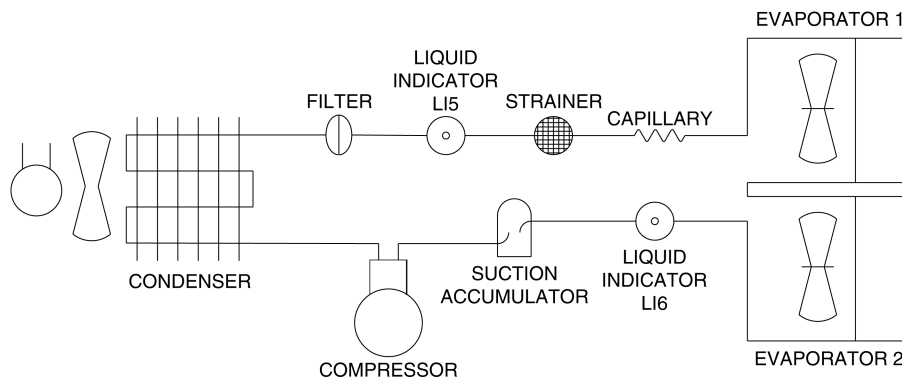 EVAPORATOR 1
LIQUID
INDICATOR
LI5
FILTER
STRAINER
CAPILLARY
CONDENSER
SUCTION
ACCUMULATOR
LIQUID
INDICATOR
LI6
COMPRESSOR
EVAPORATOR 2